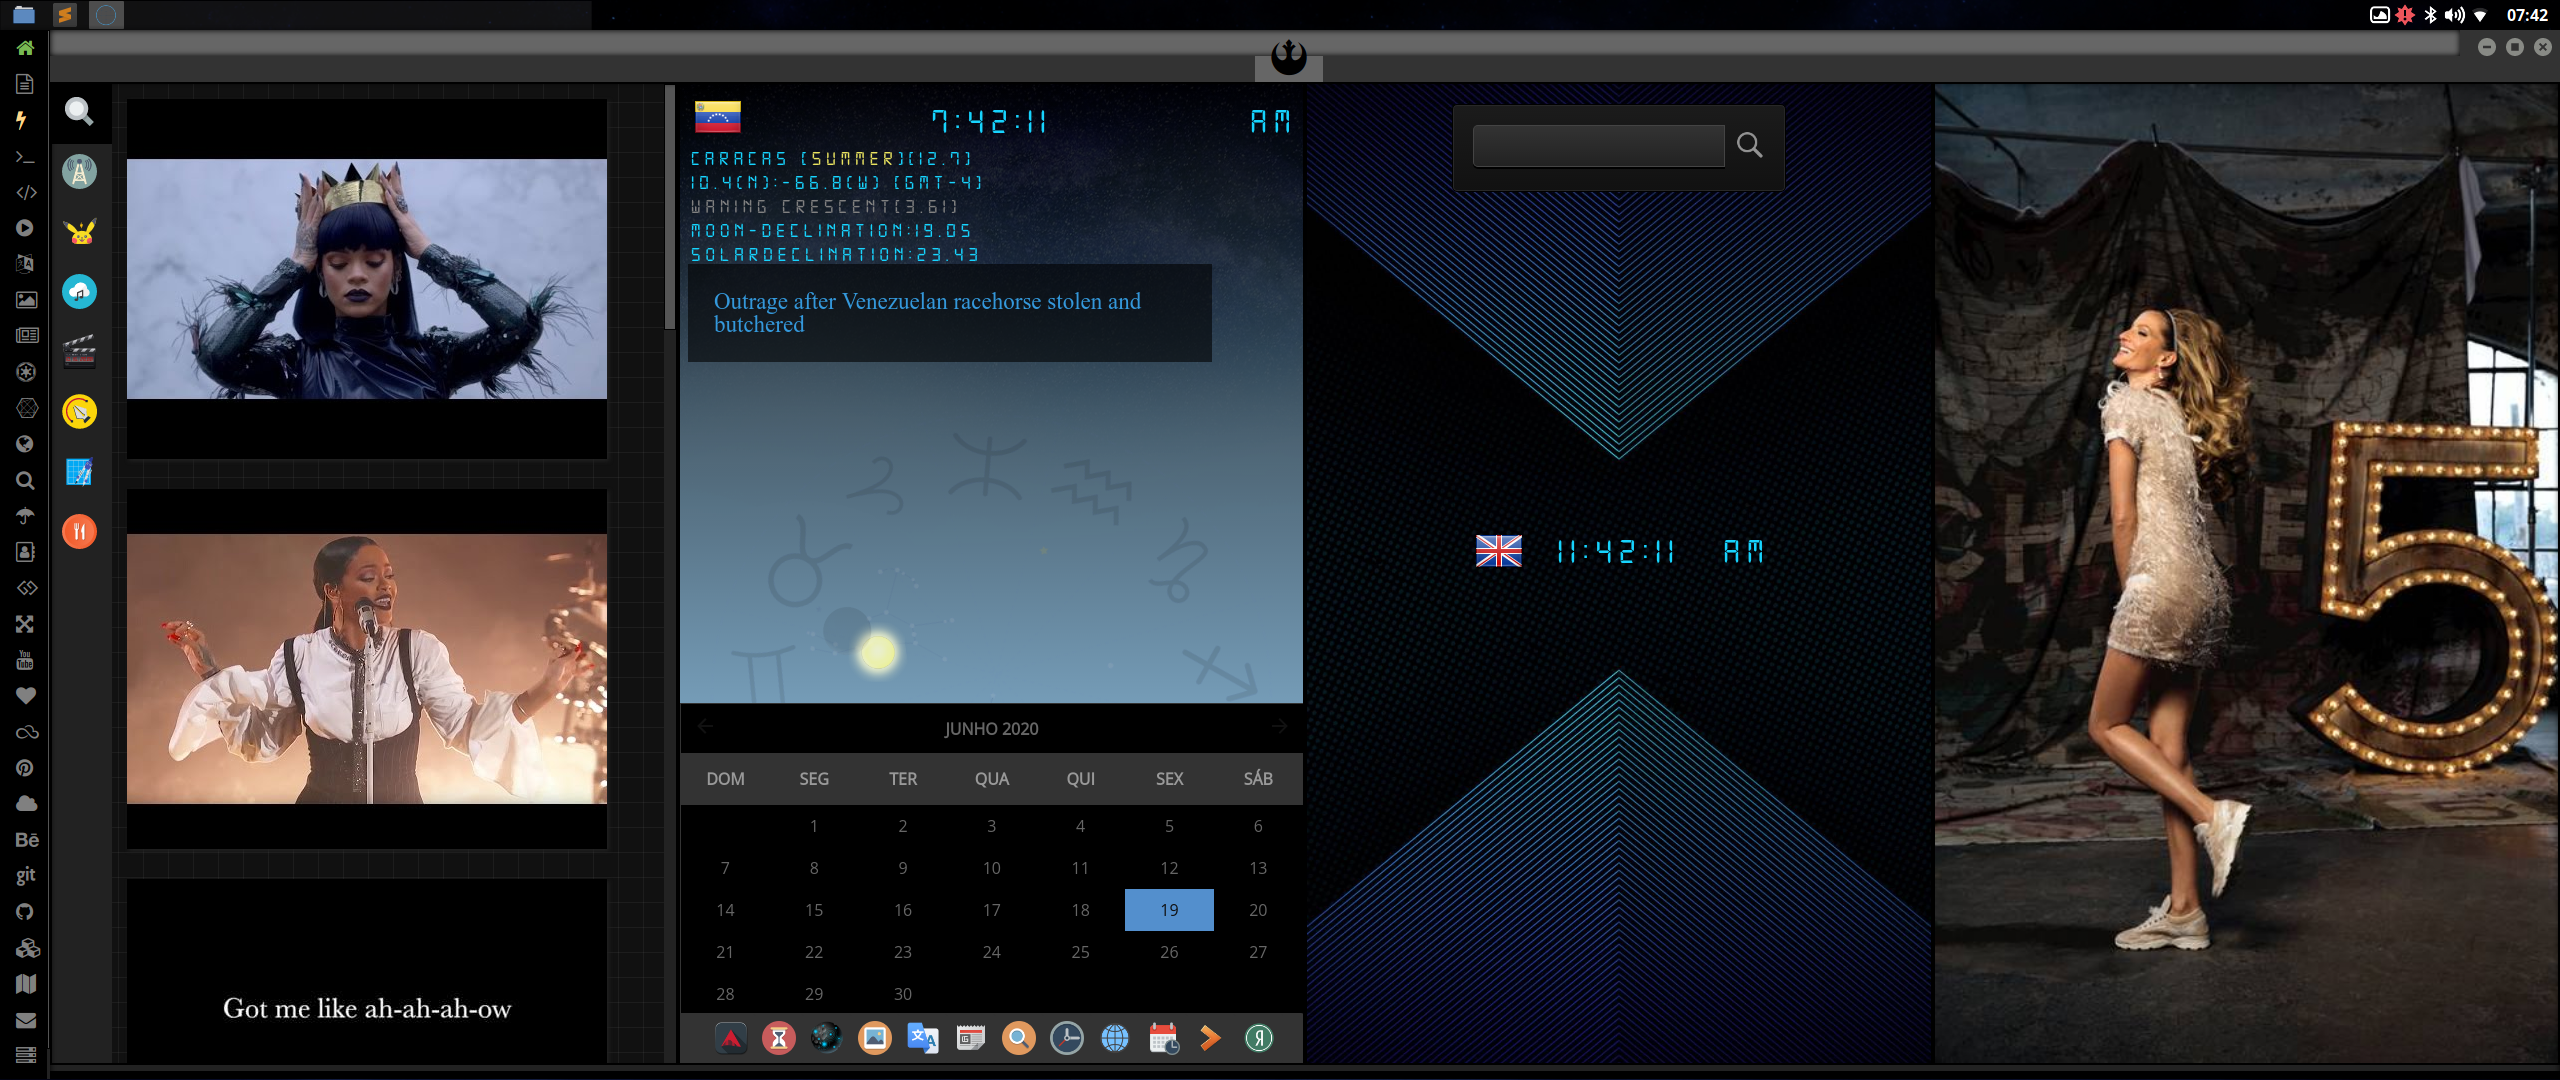 07:42
7:42:11 AM
CARACAS [SUMMER][12.7]
10.4(N):-66.8(W) [GMT-4]
WANING CRESCENT[3.61]
MOON-DECLINATION:19.05
SOLARDECLINATION:23.43
Outrage after Venezuelan racehorse stolen and
butchered
JUNHO 2020
DOM SEG TER QUA QUI SEX SÁB
1 2 3 4 5 6
7 8 9 10 11 12 13
14 15 16 17 18 19 20
21 22 23 24 25 26 27
28 29 30
Got me like ah-ah-ah-ow
11:42:11 AM
5
You
Tube
Bē
git